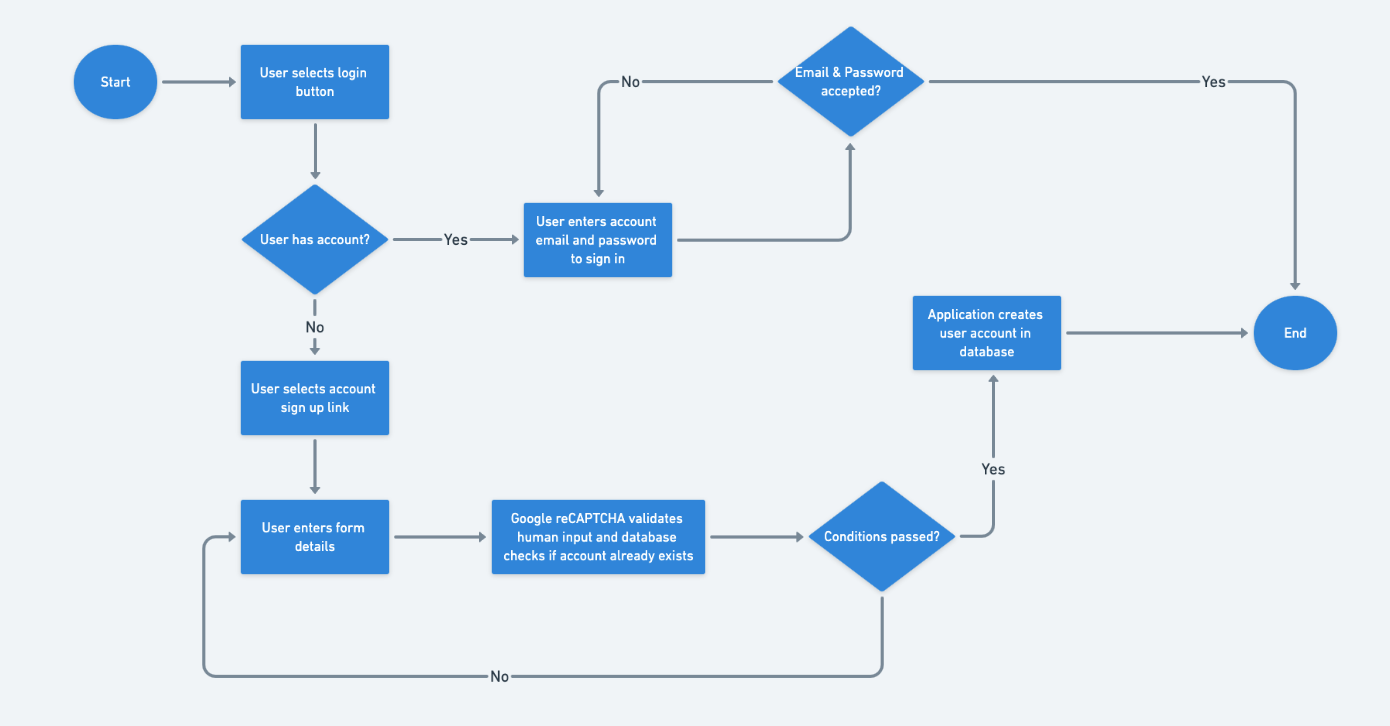 Start
User selects login
button
Email & Password
accepted?
No
Yes
User has account?
Yes
User enters account
email and password
to sign in
No
Application creates
user account in
database
End
User selects account
sign up link
Yes
User enters form
details
Google reCAPTCHA validates
human input and database
checks if account already exists
Conditions passed?
No